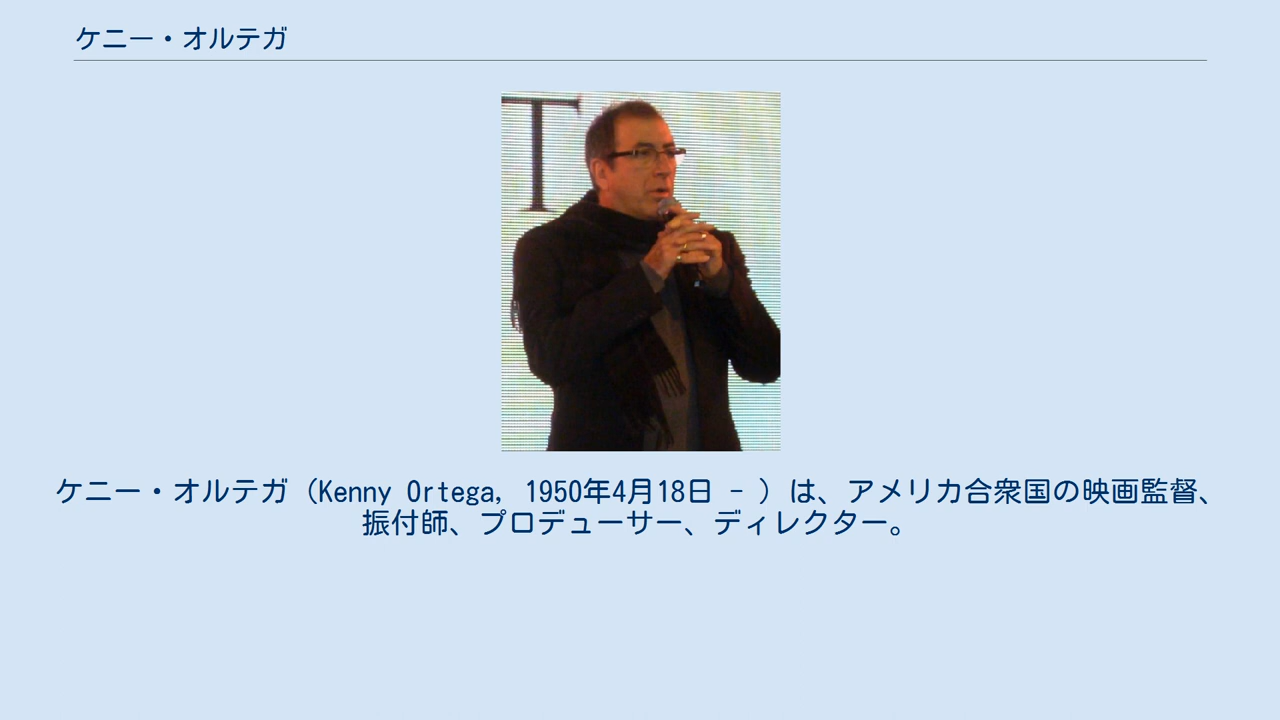 ケニー・オルテガ
T
ケニー・オルテガ（Kenny Ortega, 1950年4月18日 - ）は、アメリカ合衆国の映画監督、
振付師、プロデューサー、ディレクター。